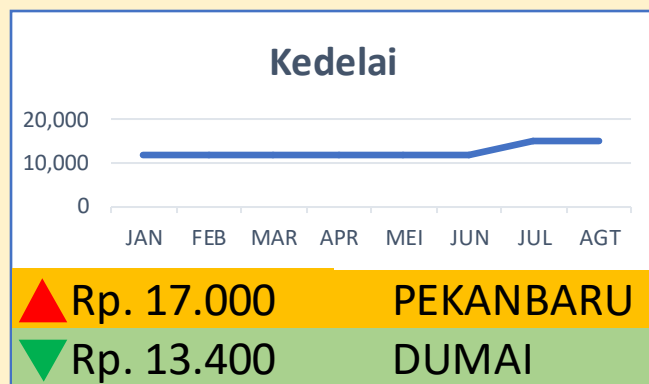 Kedelai
20,000
10,000
0
JAN FEB MAR APR MEI JUN JUL AGT
Rp. 17.000 PEKANBARU
Rp. 13.400 DUMAI